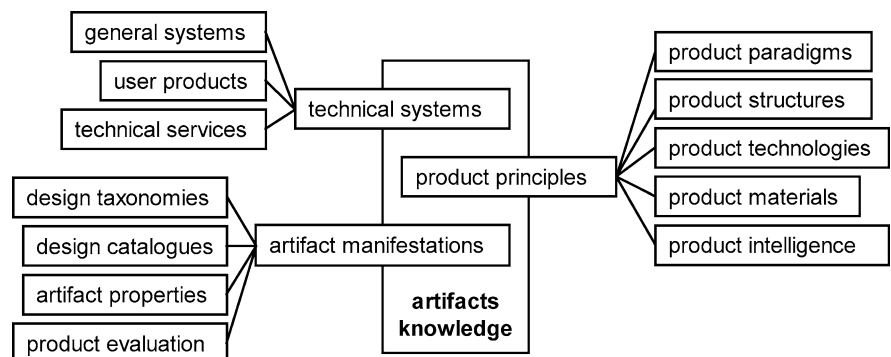 general systems
user products
technical services
technical systems
design taxonomies
design catalogues
artifact properties
product evaluation
artifact manifestations
artifacts
knowledge
product principles
product paradigms
product structures
product technologies
product materials
product intelligence